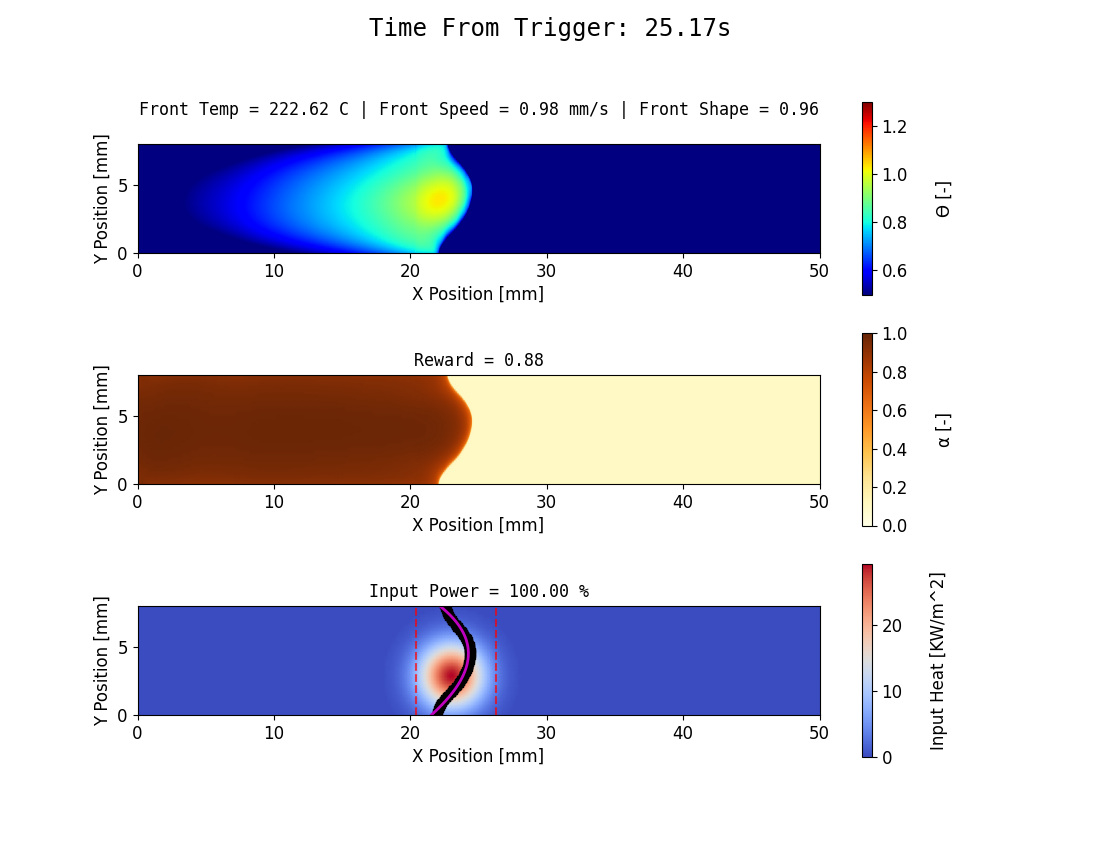 Time From Trigger: 25.17s
Front Temp = 222.62 C | Front Speed = 0.98 mm/s | Front Shape = 0.96
Y Position [mm]
5
0
0 10 20 30 40 50
X Position [mm]
1.2
1.0
0.8
0.6
Θ [-]
Reward = 0.88
Y Position [mm]
5
0
0 10 20 30 40 50
X Position [mm]
1.0
0.8
0.6
0.4
0.2
0.0
α [-]
Input Power = 100.00 %
Y Position [mm]
5
0
0 10 20 30 40 50
X Position [mm]
20
10
0
Input Heat [KW/m^2]